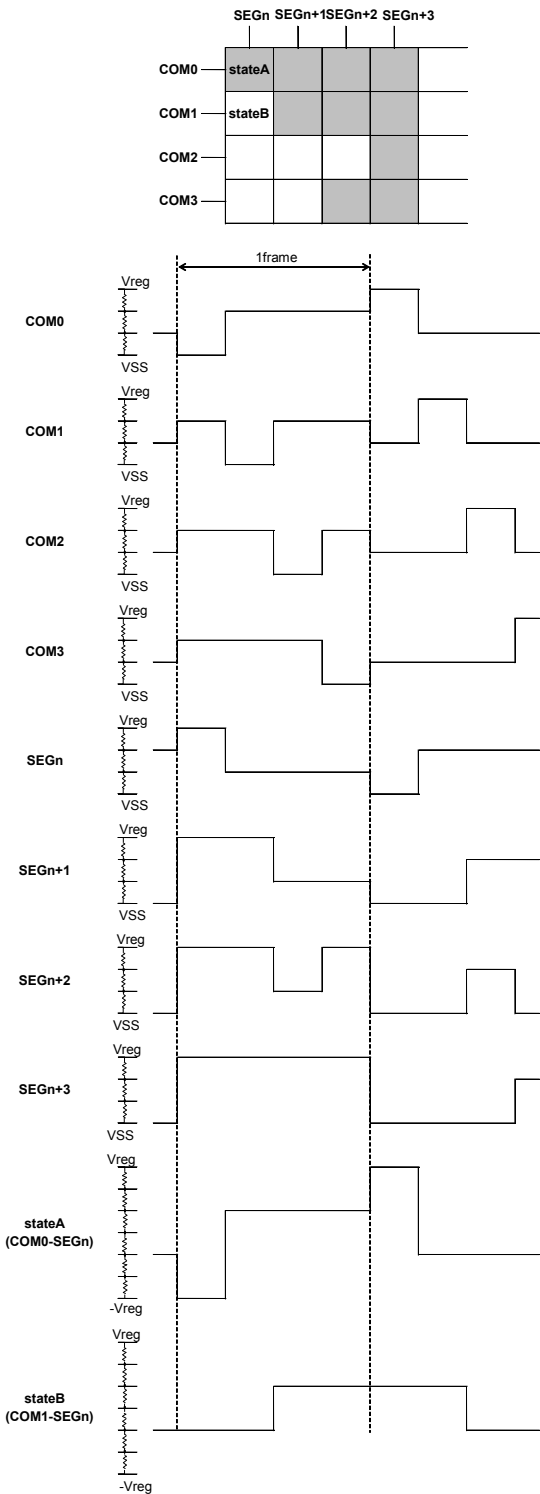 SEGn SEGn+1 SEGn+2 SEGn+3
COM0 stateA
COM1 stateB
COM2
COM3
1frame
Vreg
COM0
VSS
Vreg
COM1
VSS
Vreg
COM2
VSS
Vreg
COM3
VSS
Vreg
SEGn
VSS
Vreg
SEGn+1
VSS
Vreg
SEGn+2
VSS
Vreg
SEGn+3
VSS
Vreg
stateA
(COM0-SEGn)
-Vreg
Vreg
stateB
(COM1-SEGn)
-Vreg